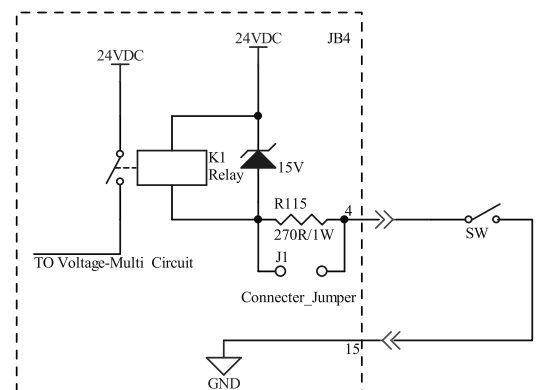 24VDC
JB4
24VDC
K1
Relay
15V
R115
4
270R/1W
SW
J1
TO Voltage-Multi Circuit
Connecter_Jumper
15
GND